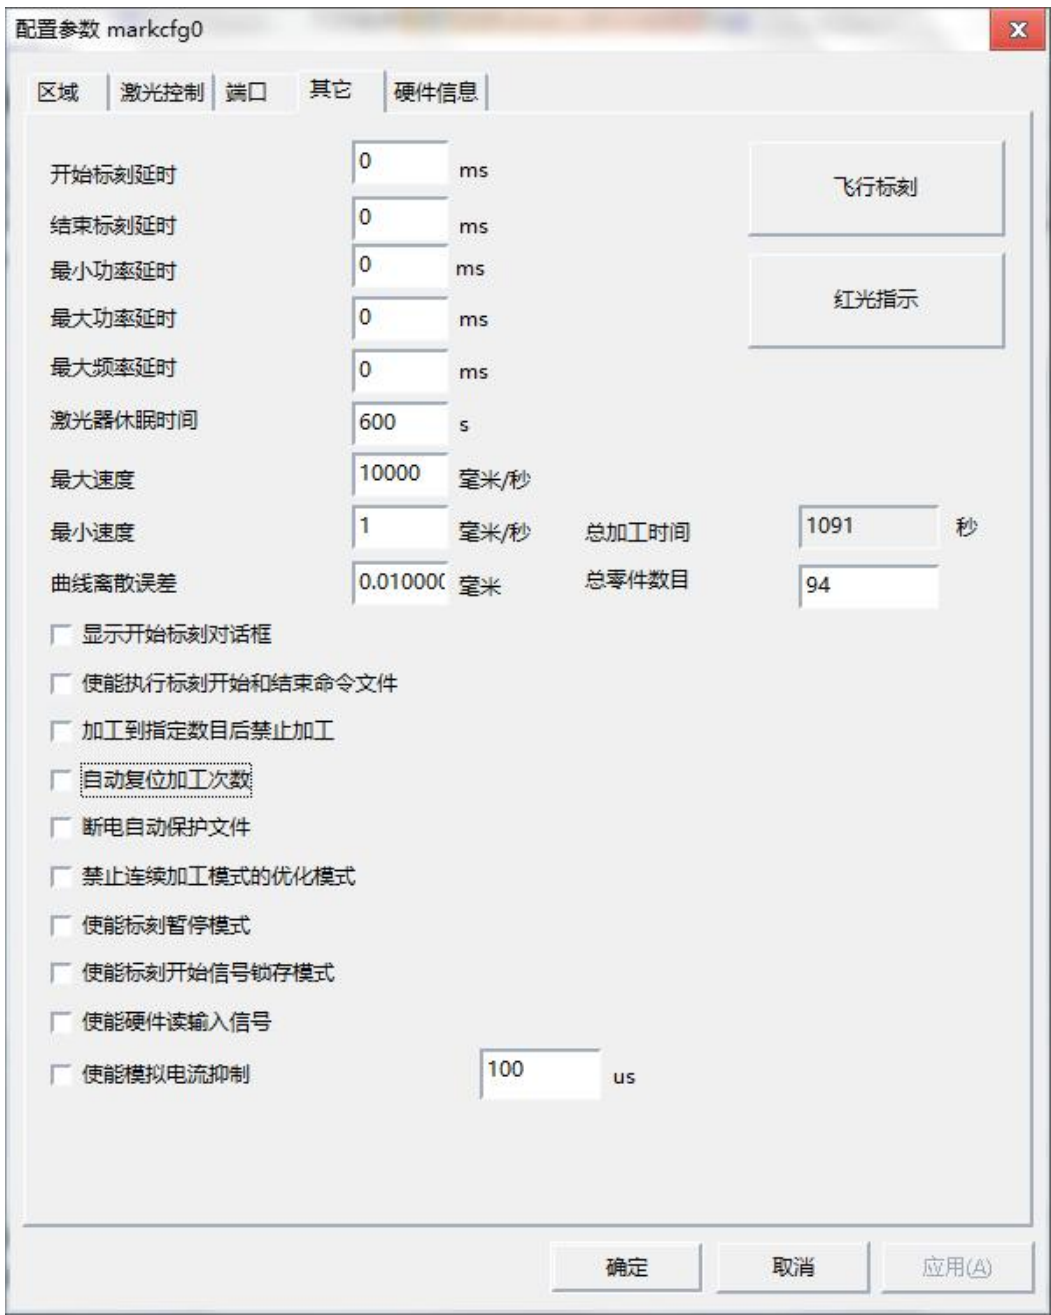 配置参数 markcfg0
x
区域 激光控制 端口 其它 硬件信息
开始标刻延时 0 ms
飞行标刻
结束标刻延时 0 ms
最小功率延时 0 ms
红光指示
最大功率延时 0 ms
最大频率延时 0 ms
激光器休眠时间 600 s
最大速度 10000 毫米/秒
最小速度 1 毫米/秒 总加工时间 1091 秒
曲线离散误差 0.010000 毫米 总零件数目 94
显示开始标刻对话框
使能执行标刻开始和结束命令文件
加工到指定数目后禁止加工
自动复位加工次数
断电自动保护文件
禁止连续加工模式的优化模式
使能标刻暂停模式
使能标刻开始信号锁存模式
使能硬件读输入信号
使能模拟电流抑制 100 us
确定 取消 应用(A)